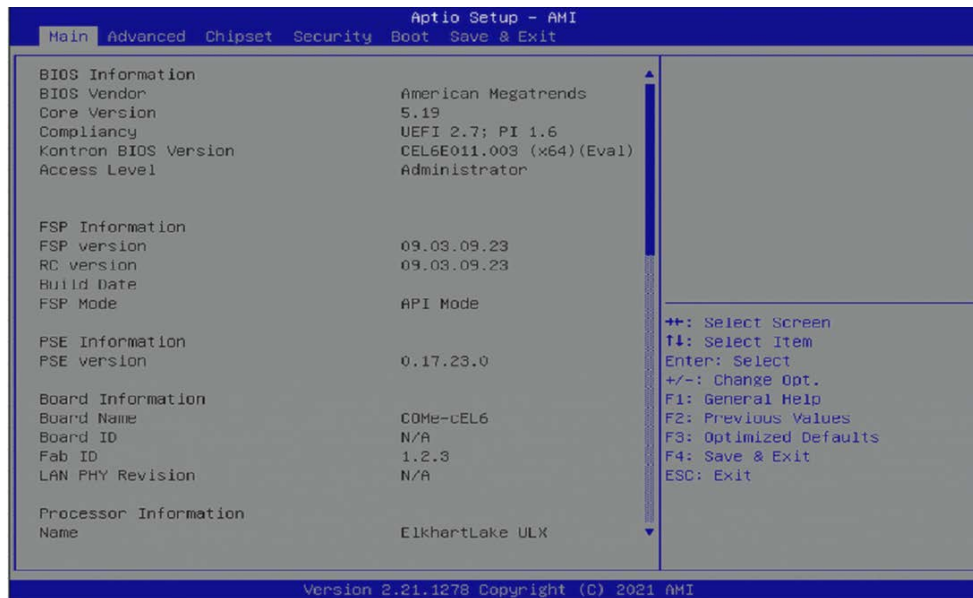 Aptio Setup – AMI
Main Advanced Chipset Security Boot Save & Exit
BIOS Information
BIOS Vendor American Megatrends
Core Version 5.19
Compliancy UEFI 2.7; PI 1.6
Kontron BIOS Version CEL6E011.003 (x64)(Eval)
Access Level Administrator
FSP Information
FSP version 09.03.09.23
RC version 09.03.09.23
Build Date
FSP Mode API Mode
PSE Information
PSE version 0.17.23.0
Board Information
Board Name COMe-cEL6
Board ID N/A
Fab ID 1.2.3
LAN PHY Revision N/A
Processor Information
Name ElkhartLake ULX
→←: Select Screen
↑↓: Select Item
Enter: Select
+/-: Change Opt.
F1: General Help
F2: Previous Values
F3: Optimized Defaults
F4: Save & Exit
ESC: Exit
Version 2.21.1278 Copyright (C) 2021 AMI